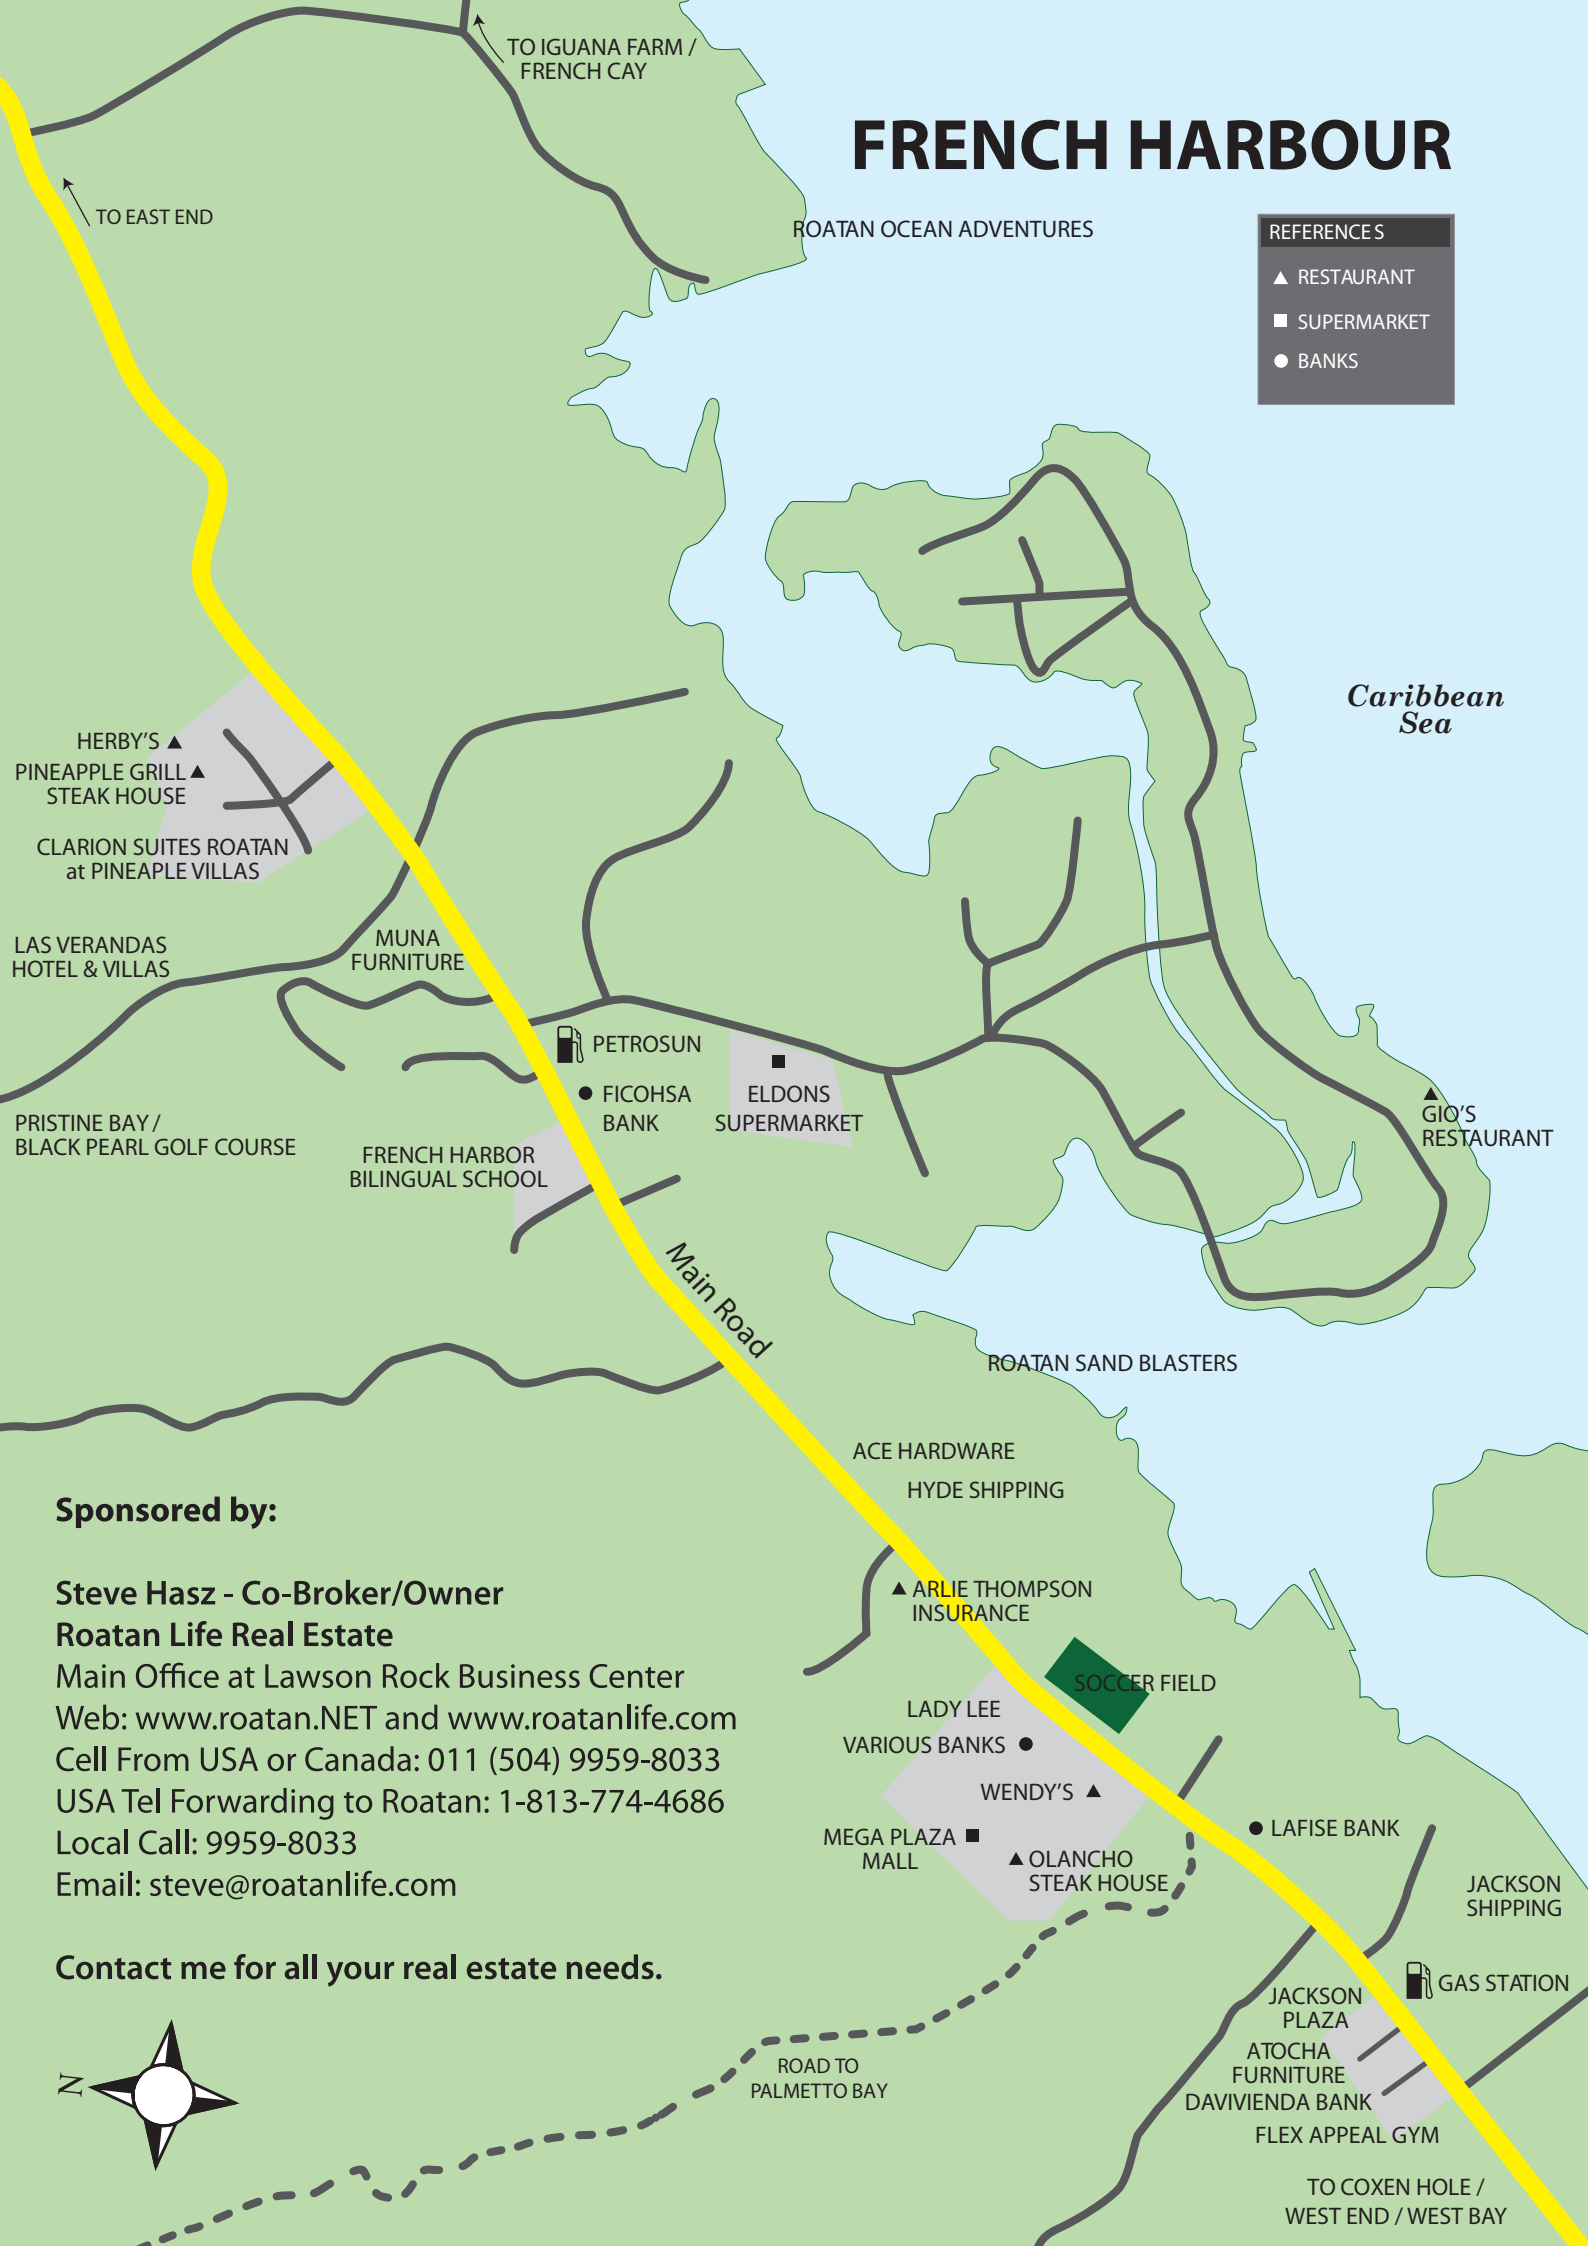 TO IGUANA FARM /
FRENCH CAY
FRENCH HARBOUR
TO EAST END
ROATAN OCEAN ADVENTURES
REFERENCES
RESTAURANT
SUPERMARKET
BANKS
Caribbean
Sea
HERBY'S
PINEAPPLE GRILL
STEAK HOUSE
CLARION SUITES ROATAN
at PINEAPLE VILLAS
LAS VERANDAS
HOTEL & VILLAS
MUNA
FURNITURE
PETROSUN
FICOHSA
BANK
ELDONS
SUPERMARKET
GIO'S
RESTAURANT
PRISTINE BAY /
BLACK PEARL GOLF COURSE
FRENCH HARBOR
BILINGUAL SCHOOL
Main Road
ROATAN SAND BLASTERS
ACE HARDWARE
HYDE SHIPPING
Sponsored by:
Steve Hasz - Co-Broker/Owner
Roatan Life Real Estate
Main Office at Lawson Rock Business Center
Web: www.roatan.NET and www.roatanlife.com
Cell From USA or Canada: 011 (504) 9959-8033
USA Tel Forwarding to Roatan: 1-813-774-4686
Local Call: 9959-8033
Email: steve@roatanlife.com
Contact me for all your real estate needs.
ARLIE THOMPSON
INSURANCE
SOCCER FIELD
LADY LEE
VARIOUS BANKS
WENDY'S
MEGA PLAZA
MALL
OLANCHO
STEAK HOUSE
LAFISE BANK
JACKSON
SHIPPING
GAS STATION
JACKSON
PLAZA
ATOCHA
FURNITURE
DAVIVIENDA BANK
FLEX APPEAL GYM
ROAD TO
PALMETTO BAY
N
TO COXEN HOLE /
WEST END / WEST BAY